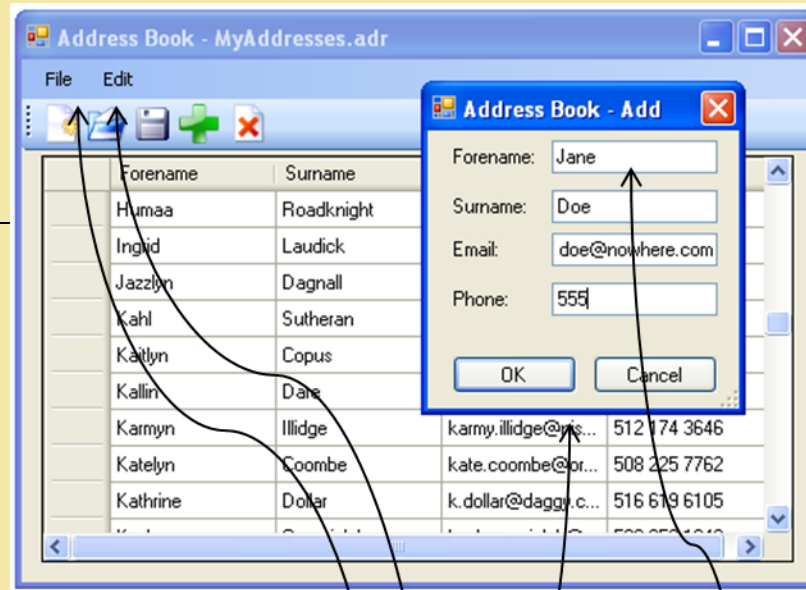 Address Book - MyAddresses.adr
File Edit
Address Book - Add
Forename: Jane
Surname: Doe
Email: doe@nowhere.com
Phone: 555
OK Cancel
Forename Surname
Humaa Roadknight
Ingrid Laudick
Jazzlyn Dagnall
Kahl Sutheran
Kaitlyn Copus
Kallin Dare
Karmyn Illidge karmy.illidge@nis... 512 174 3646
Katelyn Coombe kate.coombe@or... 508 225 7762
Kathrine Dollar k.dollar@daggy.c... 516 619 6105